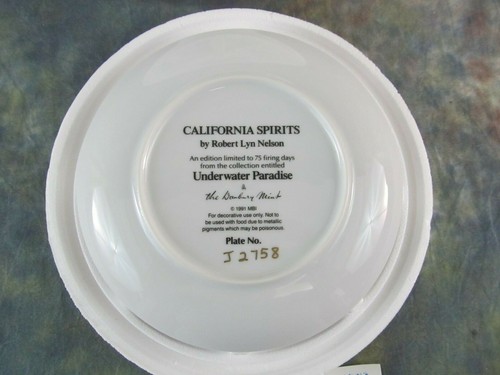 CALIFORNIA SPIRITS
by Robert Lyn Nelson
An edition limited to 75 firing days
from the collection entitled
Underwater Paradise
&
the Danbury Mint
© 1991 MBI
For decorative use only. Not to
be used with food due to metallic
pigments which may be poisonous.
Plate No.
J2758